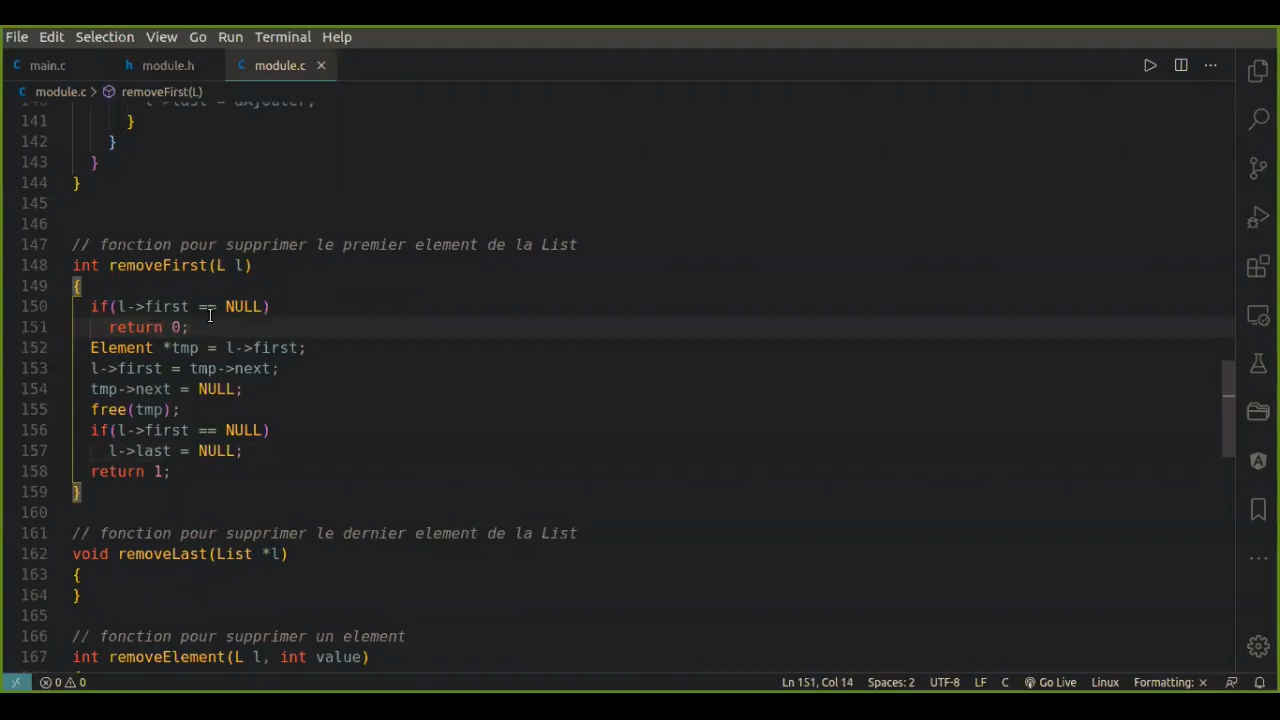 File Edit Selection View Go Run Terminal Help
C main.c h module.h C module.c ×
C module.c > removeFirst(L)
140 l->last = aAjouter;
141 }
142 }
143 }
144 }
145
146
147 // fonction pour supprimer le premier element de la List
148 int removeFirst(L l)
149 {
150 if(l->first == NULL)
151 return 0;
152 Element *tmp = l->first;
153 l->first = tmp->next;
154 tmp->next = NULL;
155 free(tmp);
156 if(l->first == NULL)
157 l->last = NULL;
158 return 1;
159 }
160
161 // fonction pour supprimer le dernier element de la List
162 void removeLast(List *l)
163 {
164 }
165
166 // fonction pour supprimer un element
167 int removeElement(L l, int value)
0 0 Ln 151, Col 14 Spaces: 2 UTF-8 LF C Go Live Linux Formatting: ×